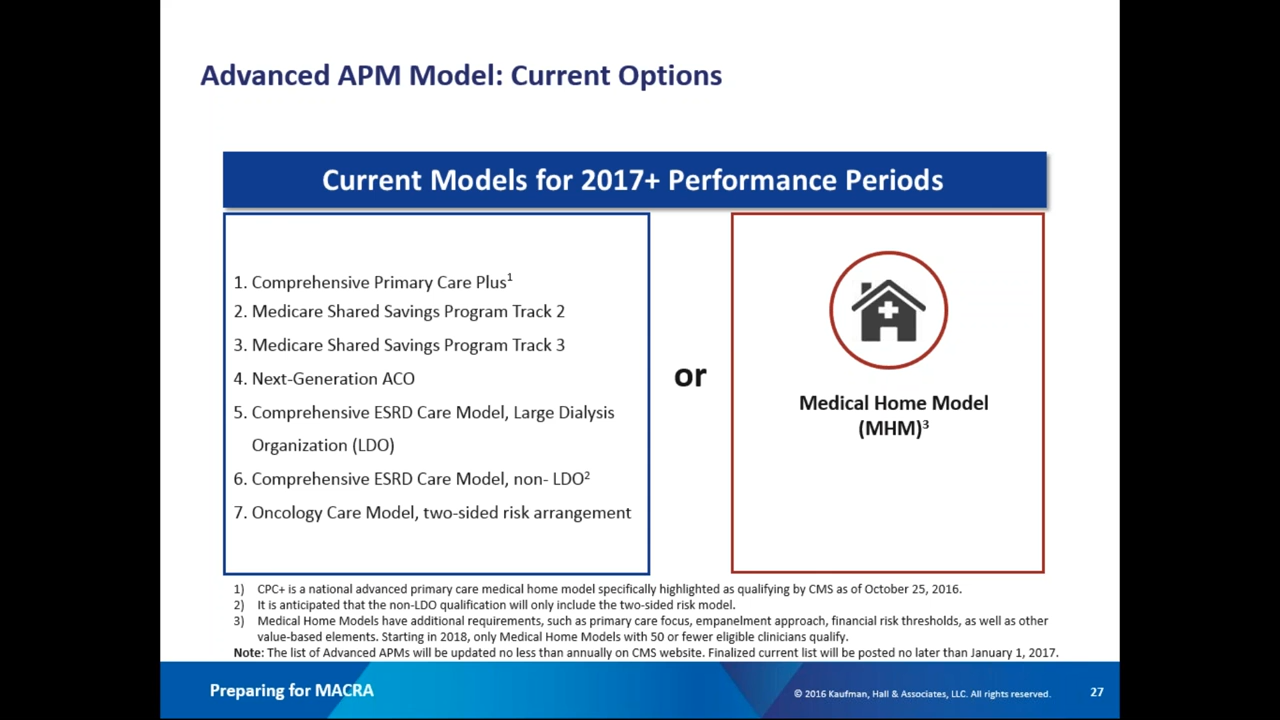 Advanced APM Model: Current Options
Current Models for 2017+ Performance Periods
1. Comprehensive Primary Care Plus¹
2. Medicare Shared Savings Program Track 2
3. Medicare Shared Savings Program Track 3
4. Next-Generation ACO
5. Comprehensive ESRD Care Model, Large Dialysis
Organization (LDO)
6. Comprehensive ESRD Care Model, non- LDO²
7. Oncology Care Model, two-sided risk arrangement
or
Medical Home Model
(MHM)³
1) CPC+ is a national advanced primary care medical home model specifically highlighted as qualifying by CMS as of October 25, 2016.
2) It is anticipated that the non-LDO qualification will only include the two-sided risk model.
3) Medical Home Models have additional requirements, such as primary care focus, empanelment approach, financial risk thresholds, as well as other
value-based elements. Starting in 2018, only Medical Home Models with 50 or fewer eligible clinicians qualify.
Note: The list of Advanced APMs will be updated no less than annually on CMS website. Finalized current list will be posted no later than January 1, 2017.
Preparing for MACRA
© 2016 Kaufman, Hall & Associates, LLC. All rights reserved.
27